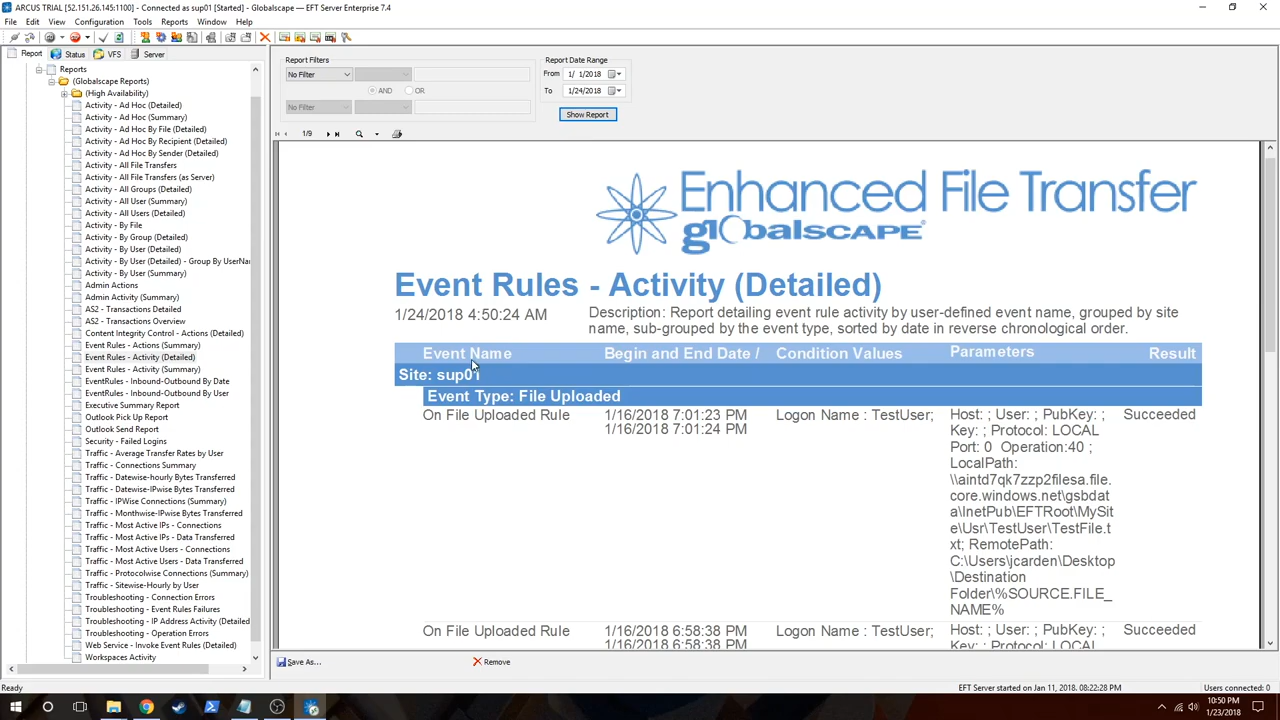 ARCUS TRIAL [52.151.26.145:1100] - Connected as sup01 [Started] - Globalscape — EFT Server Enterprise 7.4
File Edit View Configuration Tools Reports Window Help
Report Status VFS Server
Reports
(Globalscape Reports)
(High Availability)
Activity - Ad Hoc (Detailed)
Activity - Ad Hoc (Summary)
Activity - Ad Hoc By File (Detailed)
Activity - Ad Hoc By Recipient (Detailed)
Activity - Ad Hoc By Sender (Detailed)
Activity - All File Transfers
Activity - All File Transfers (as Server)
Activity - All Groups (Detailed)
Activity - All User (Summary)
Activity - All Users (Detailed)
Activity - By File
Activity - By Group (Detailed)
Activity - By User (Detailed)
Activity - By User (Detailed) - Group By UserNar
Activity - By User (Summary)
Admin Actions
Admin Activity (Summary)
AS2 - Transactions Detailed
AS2 - Transactions Overview
Content Integrity Control - Actions (Detailed)
Event Rules - Actions (Summary)
Event Rules - Activity (Detailed)
Event Rules - Activity (Summary)
EventRules - Inbound-Outbound By Date
EventRules - Inbound-Outbound By User
Executive Summary Report
Outlook Pick Up Report
Outlook Send Report
Security - Failed Logins
Traffic - Average Transfer Rates by User
Traffic - Connections Summary
Traffic - Datewise-hourly Bytes Transferred
Traffic - Datewise-IPwise Bytes Transferred
Traffic - IPWise Connections (Summary)
Traffic - Monthwise-IPwise Bytes Transferred
Traffic - Most Active IPs - Connections
Traffic - Most Active IPs - Data Transferred
Traffic - Most Active Users - Connections
Traffic - Most Active Users - Data Transferred
Traffic - Protocolwise Connections (Summary)
Traffic - Sitewise-Hourly by User
Troubleshooting - Connection Errors
Troubleshooting - Event Rules Failures
Troubleshooting - IP Address Activity (Detailed
Troubleshooting - Operation Errors
Web Service - Invoke Event Rules (Detailed)
Workspaces Activity
Report Filters
No Filter
AND OR
No Filter
Report Date Range
From 1/ 1/2018
To 1/24/2018
Show Report
1/9
Enhanced File Transfer
globalscape®
Event Rules - Activity (Detailed)
1/24/2018 4:50:24 AM
Description: Report detailing event rule activity by user-defined event name, grouped by site
name, sub-grouped by the event type, sorted by date in reverse chronological order.
Event Name Begin and End Date / Condition Values Parameters Result
Site: sup01
Event Type: File Uploaded
On File Uploaded Rule 1/16/2018 7:01:23 PM Logon Name : TestUser; Host: ; User: ; PubKey: ; Succeeded
1/16/2018 7:01:24 PM Key: ; Protocol: LOCAL
Port: 0 Operation:40 ;
LocalPath:
\\aintd7qk7zzp2filesa.file.
core.windows.net\gsbdat
a\InetPub\EFTRoot\MySit
e\Usr\TestUser\TestFile.t
xt; RemotePath:
C:\Users\jcarden\Desktop
\Destination
Folder\%SOURCE.FILE_
NAME%
On File Uploaded Rule 1/16/2018 6:58:38 PM Logon Name : TestUser; Host: ; User: ; PubKey: ; Succeeded
1/16/2018 6:58:38 PM Key: ; Protocol: LOCAL
Save As... Remove
Ready EFT Server started on Jan 11, 2018. 08:22:28 PM Users connected: 0
10:50 PM
1/23/2018